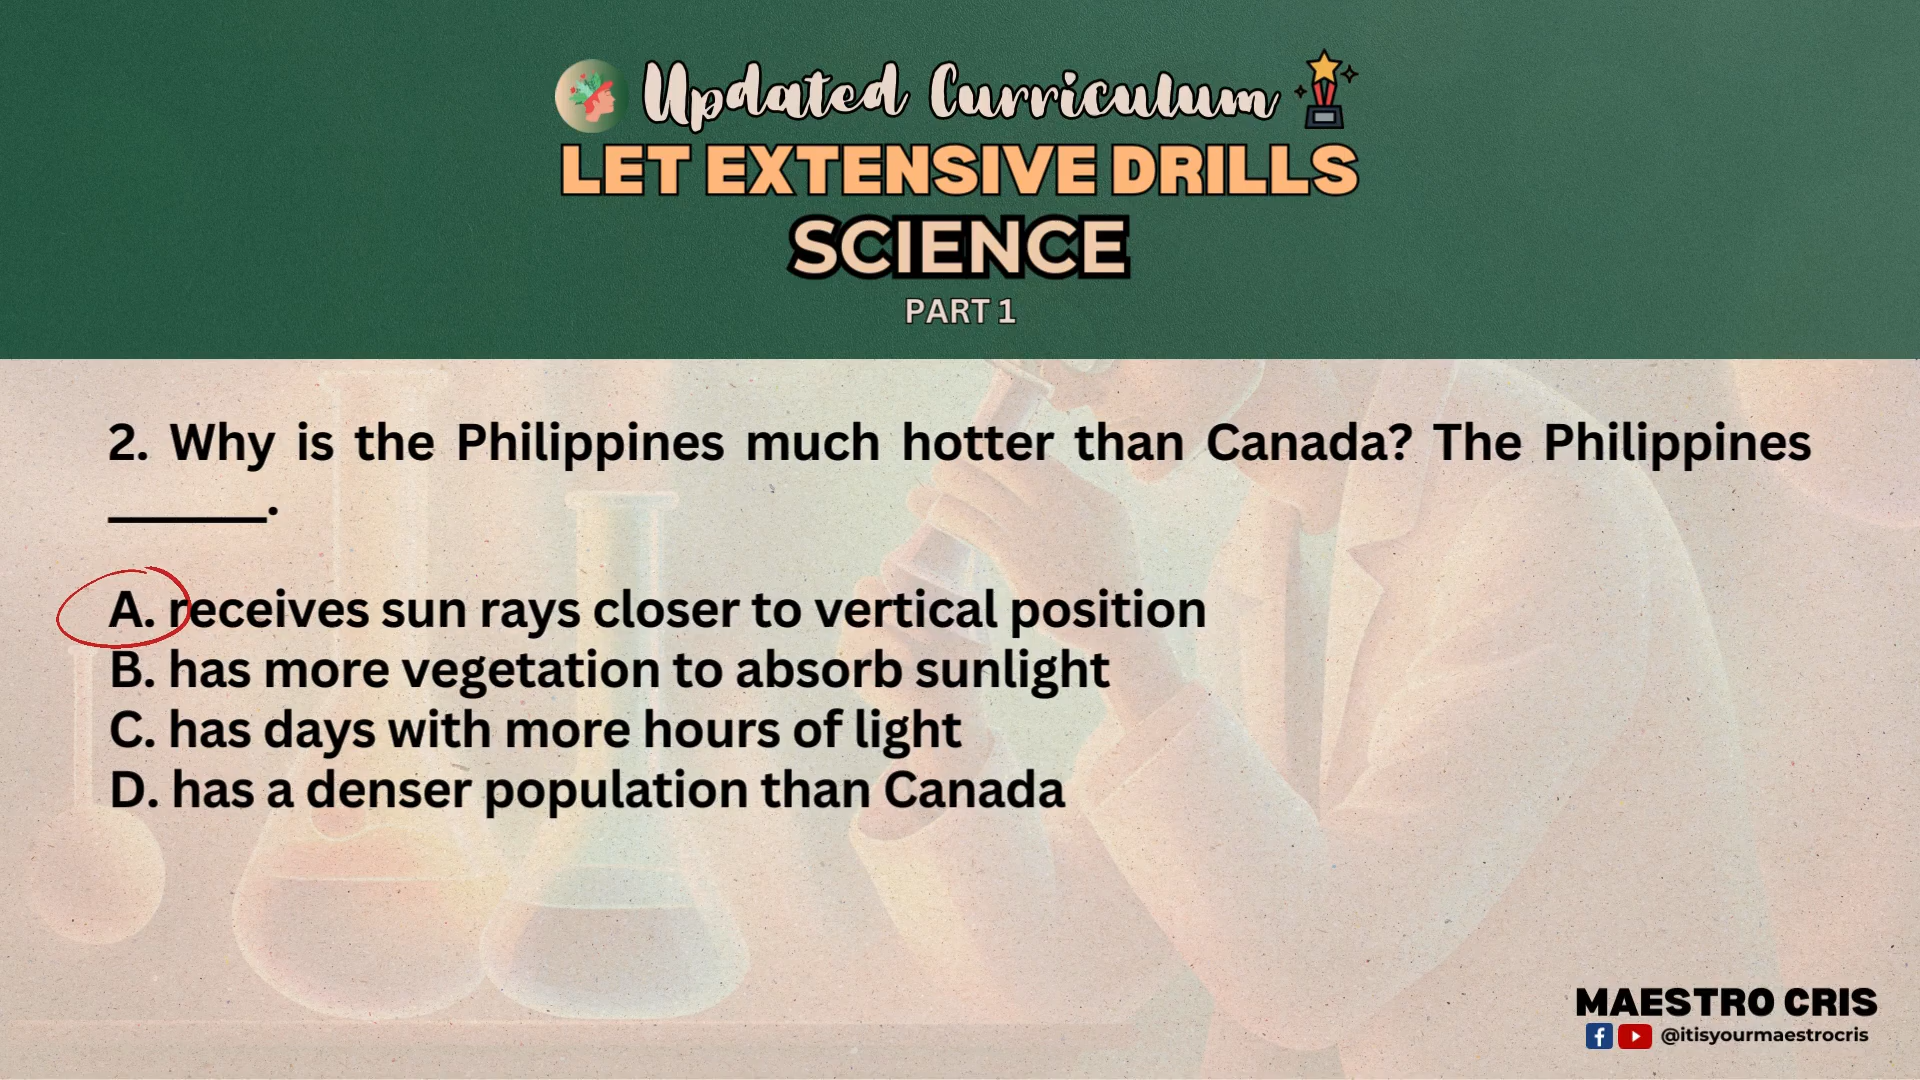 Updated Curriculum
LET EXTENSIVE DRILLS
SCIENCE
PART 1
2. Why is the Philippines much hotter than Canada? The Philippines
______.
A. receives sun rays closer to vertical position
B. has more vegetation to absorb sunlight
C. has days with more hours of light
D. has a denser population than Canada
MAESTRO CRIS
@itisyourmaestrocris